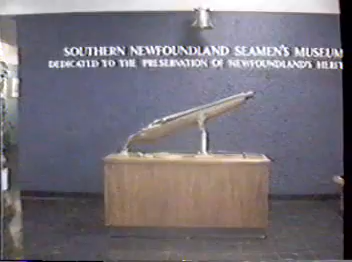 SOUTHERN NEWFOUNDLAND SEAMEN'S MUSEUM
DEDICATED TO THE PRESERVATION OF NEWFOUNDLAND'S